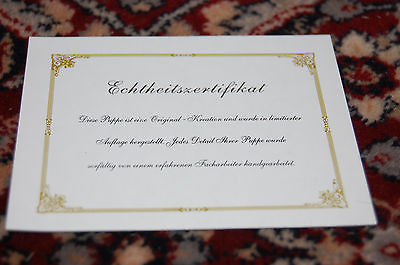 Echtheitszertifikat
Diese Puppe ist eine Original - Kreation und wurde in limitierter
Auflage hergestellt. Jedes Detail Ihrer Puppe wurde
sorfältig von einem erfahrenen Facharbeiter handgearbeitet.